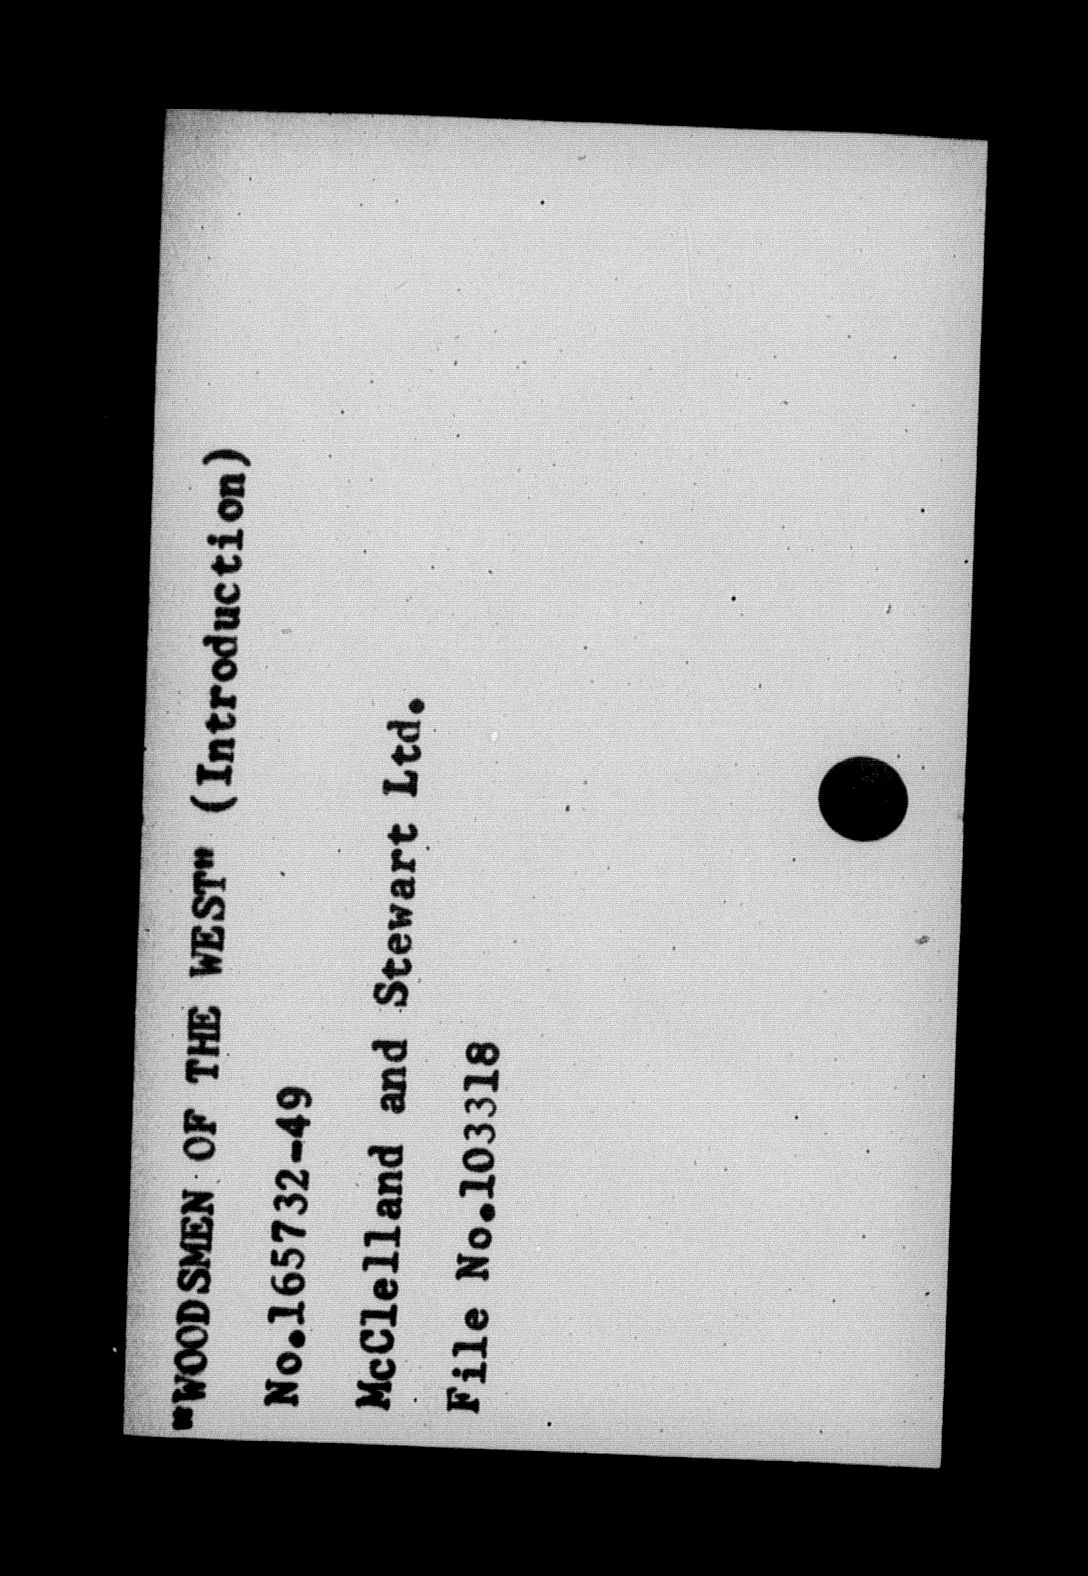 "WOODSMEN OF THE WEST" (Introduction)
No.165732-49
McClelland and Stewart Ltd.
File No.103318